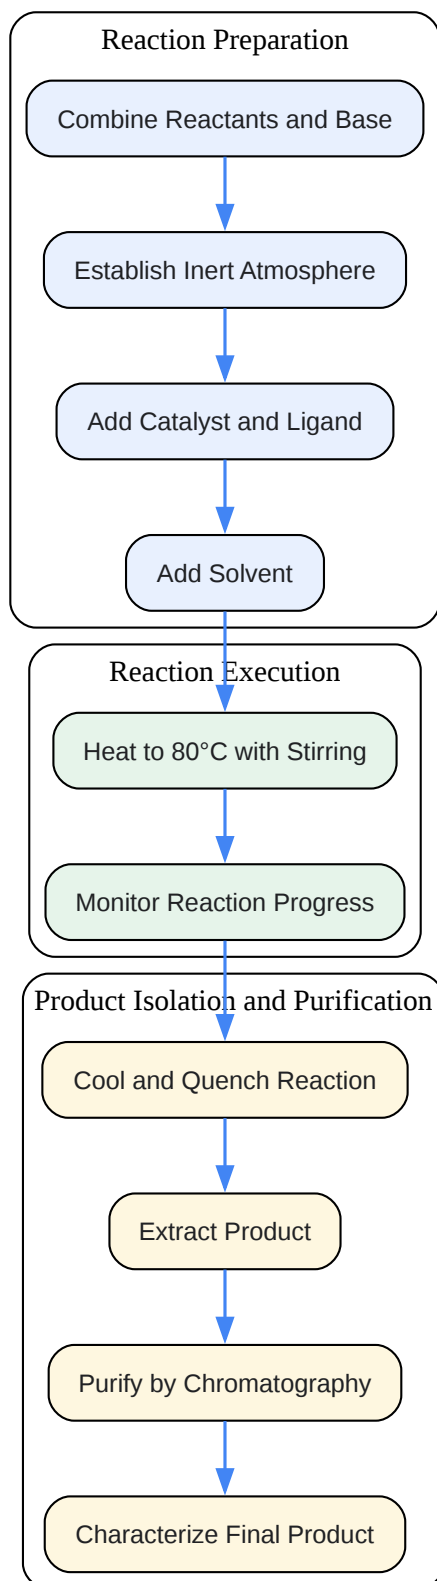 Reaction Preparation
Combine Reactants and Base
Establish Inert Atmosphere
Add Catalyst and Ligand
Add Solvent
Reaction Execution
Heat to 80°C with Stirring
Monitor Reaction Progress
Product Isolation and Purification
Cool and Quench Reaction
Extract Product
Purify by Chromatography
Characterize Final Product